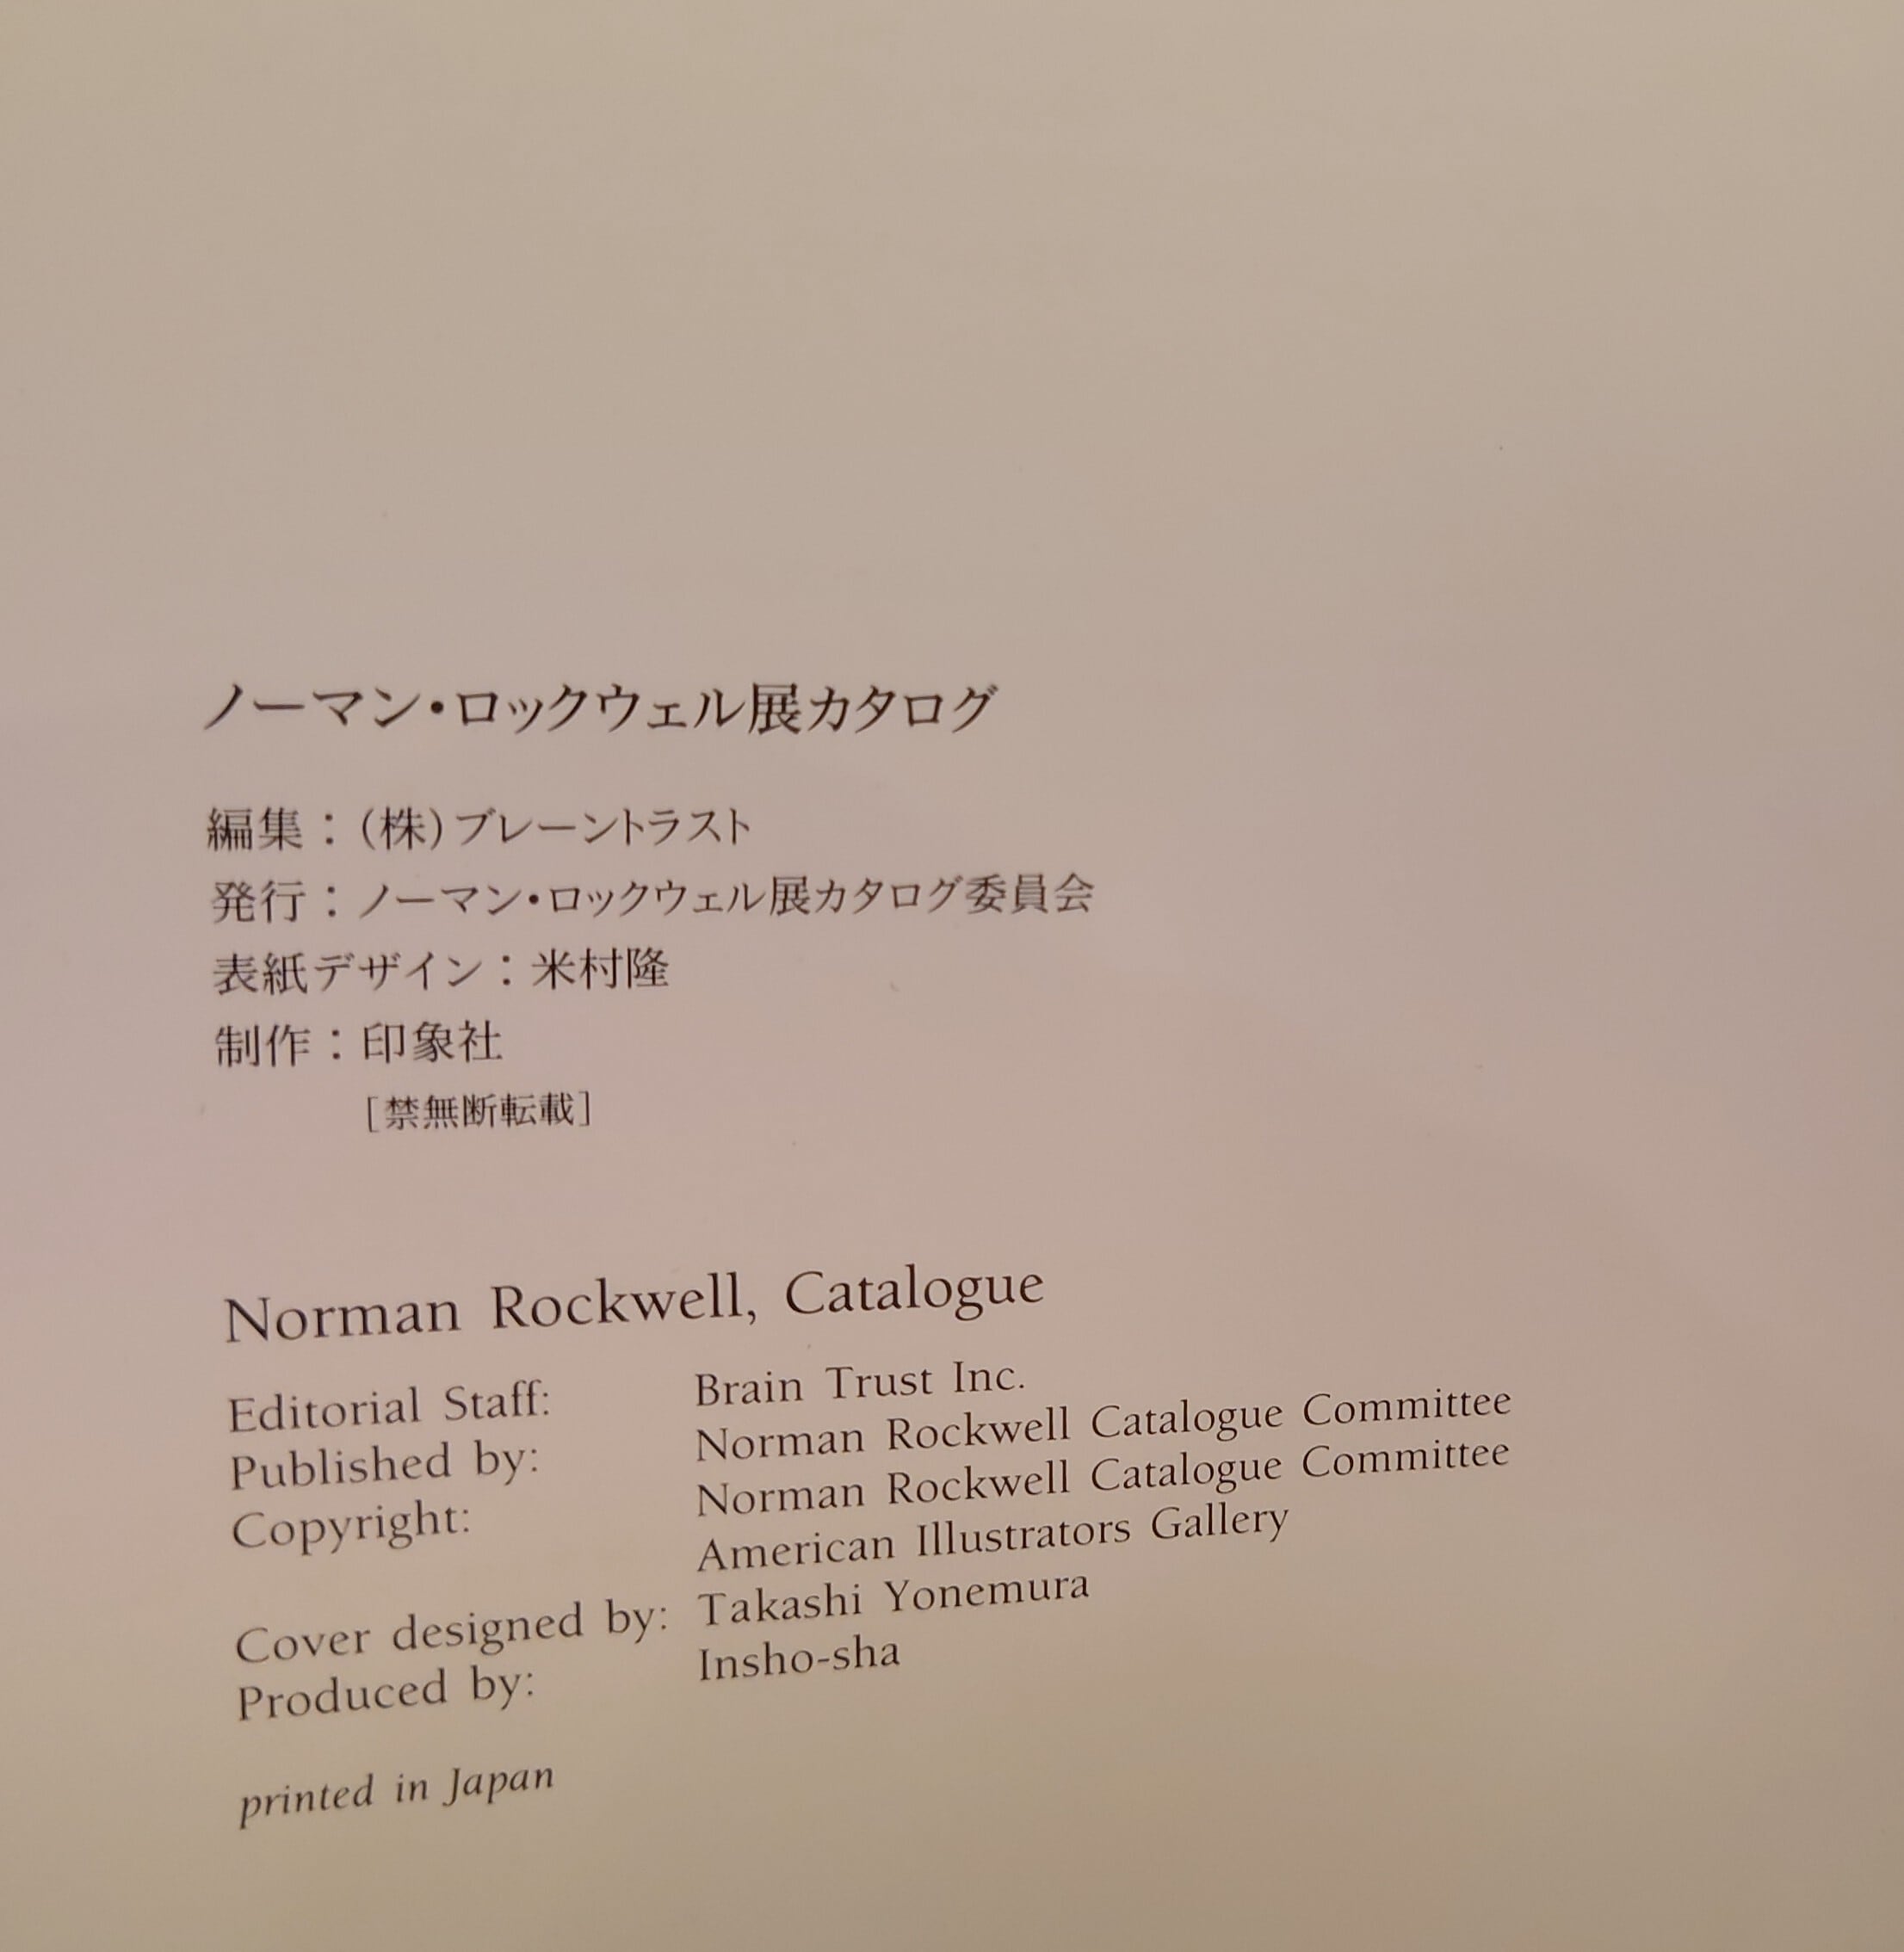 ノーマン・ロックウェル展カタログ
編集：(株)ブレーントラスト
発行：ノーマン・ロックウェル展カタログ委員会
表紙デザイン：米村隆
制作：印象社
[禁無断転載]
Norman Rockwell, Catalogue
Editorial Staff: Brain Trust Inc.
Published by: Norman Rockwell Catalogue Committee
Copyright: Norman Rockwell Catalogue Committee
American Illustrators Gallery
Cover designed by: Takashi Yonemura
Produced by: Insho-sha
printed in Japan